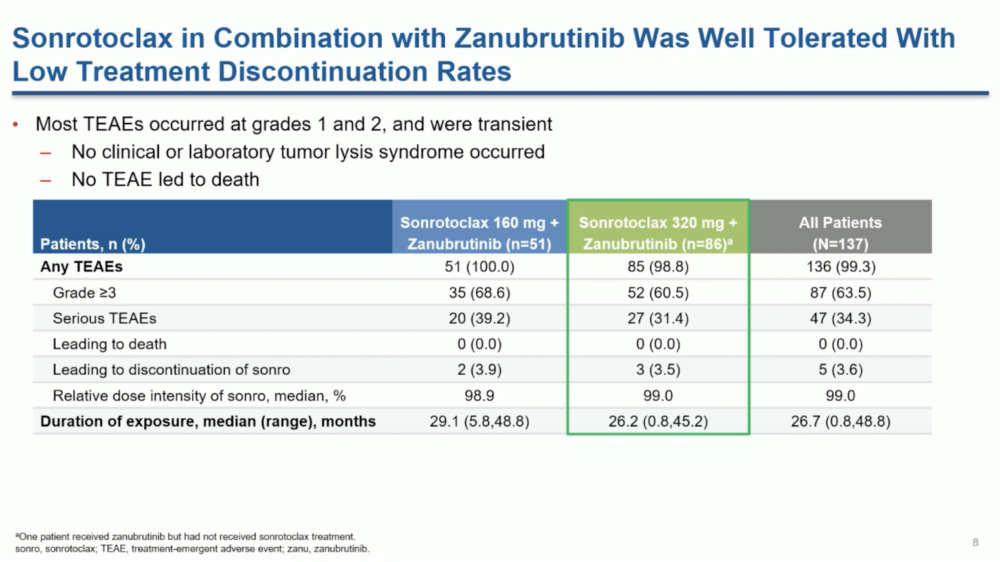 Sonrotoclax in Combination with Zanubrutinib Was Well Tolerated With
Low Treatment Discontinuation Rates
• Most TEAEs occurred at grades 1 and 2, and were transient
– No clinical or laboratory tumor lysis syndrome occurred
– No TEAE led to death
Patients, n (%) Sonrotoclax 160 mg + Zanubrutinib (n=51) Sonrotoclax 320 mg + Zanubrutinib (n=86)ᵃ All Patients (N=137)
Any TEAEs 51 (100.0) 85 (98.8) 136 (99.3)
Grade ≥3 35 (68.6) 52 (60.5) 87 (63.5)
Serious TEAEs 20 (39.2) 27 (31.4) 47 (34.3)
Leading to death 0 (0.0) 0 (0.0) 0 (0.0)
Leading to discontinuation of sonro 2 (3.9) 3 (3.5) 5 (3.6)
Relative dose intensity of sonro, median, % 98.9 99.0 99.0
Duration of exposure, median (range), months 29.1 (5.8,48.8) 26.2 (0.8,45.2) 26.7 (0.8,48.8)
ᵃOne patient received zanubrutinib but had not received sonrotoclax treatment.
sonro, sonrotoclax; TEAE, treatment-emergent adverse event; zanu, zanubrutinib.
8